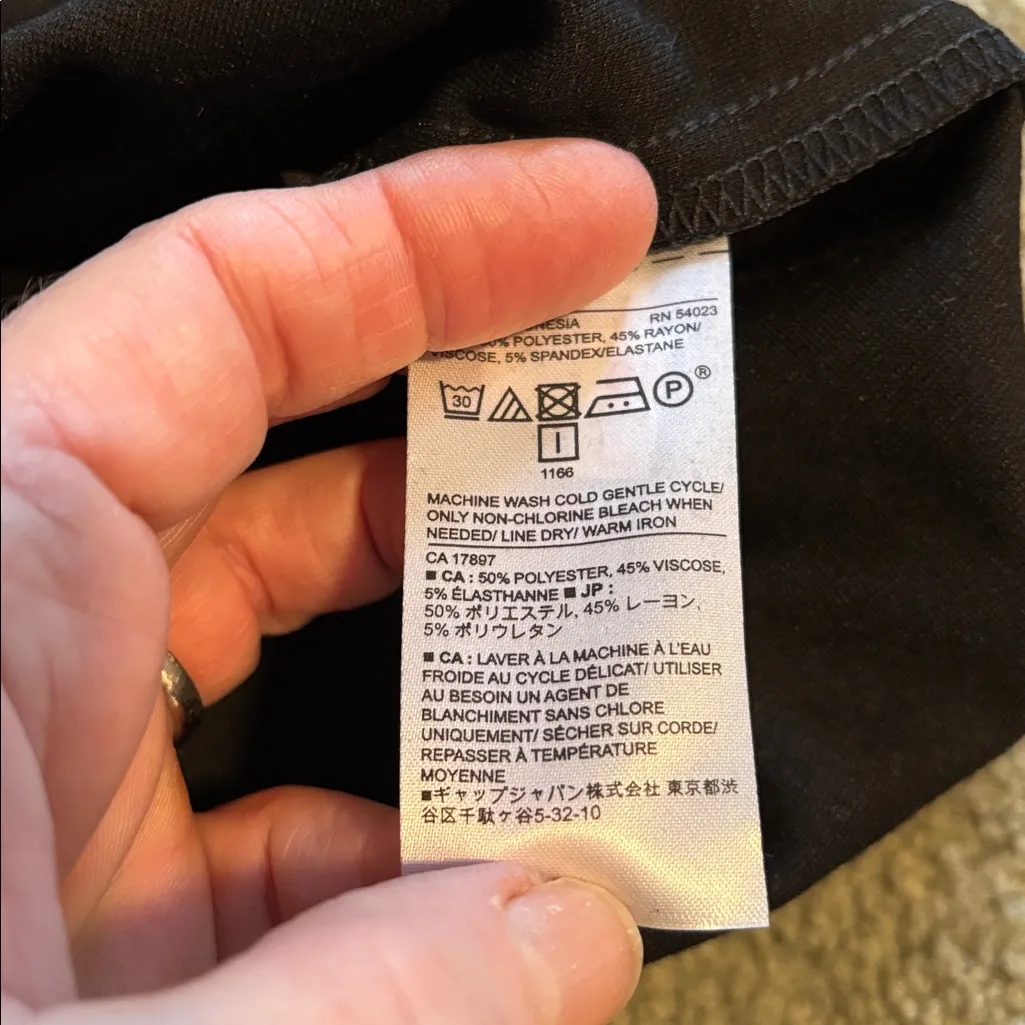 RN 54023
POLYESTER, 45% RAYON/
VISCOSE, 5% SPANDEX/ELASTANE
30 P®
1166
MACHINE WASH COLD GENTLE CYCLE/
ONLY NON-CHLORINE BLEACH WHEN
NEEDED/ LINE DRY/ WARM IRON
CA 17897
■ CA : 50% POLYESTER, 45% VISCOSE,
5% ÉLASTHANNE ■ JP :
50% ポリエステル, 45% レーヨン,
5% ポリウレタン
■ CA : LAVER À LA MACHINE À L'EAU
FROIDE AU CYCLE DÉLICAT/ UTILISER
AU BESOIN UN AGENT DE
BLANCHIMENT SANS CHLORE
UNIQUEMENT/ SÉCHER SUR CORDE/
REPASSER À TEMPÉRATURE
MOYENNE
■ギャップジャパン株式会社 東京都渋
谷区千駄ケ谷5-32-10